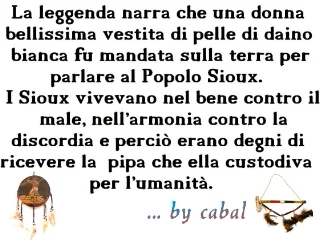 La leggenda narra che una donna
bellissima vestita di pelle di daino
bianca fu mandata sulla terra per
parlare al Popolo Sioux.
I Sioux vivevano nel bene contro il
male, nell'armonia contro la
discordia e perciò erano degni di
ricevere la pipa che ella custodiva
per l'umanità.
... by cabal